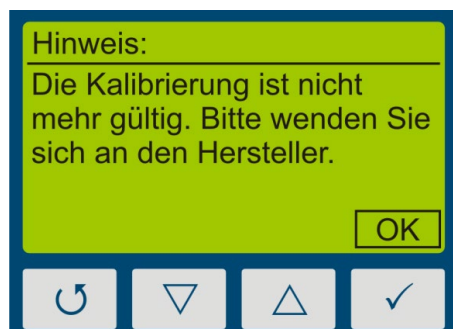 Hinweis:
Die Kalibrierung ist nicht
mehr gültig. Bitte wenden Sie
sich an den Hersteller.
OK